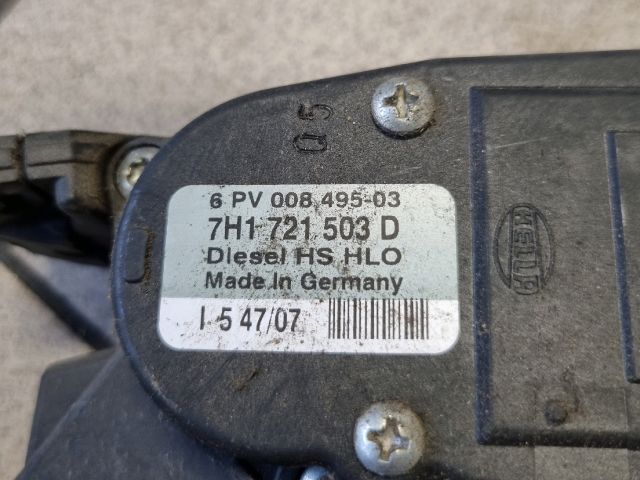 05
6 PV 008 495-03
7H1 721 503 D
Diesel HS HLO
Made in Germany
I 5 47/07
HELLA